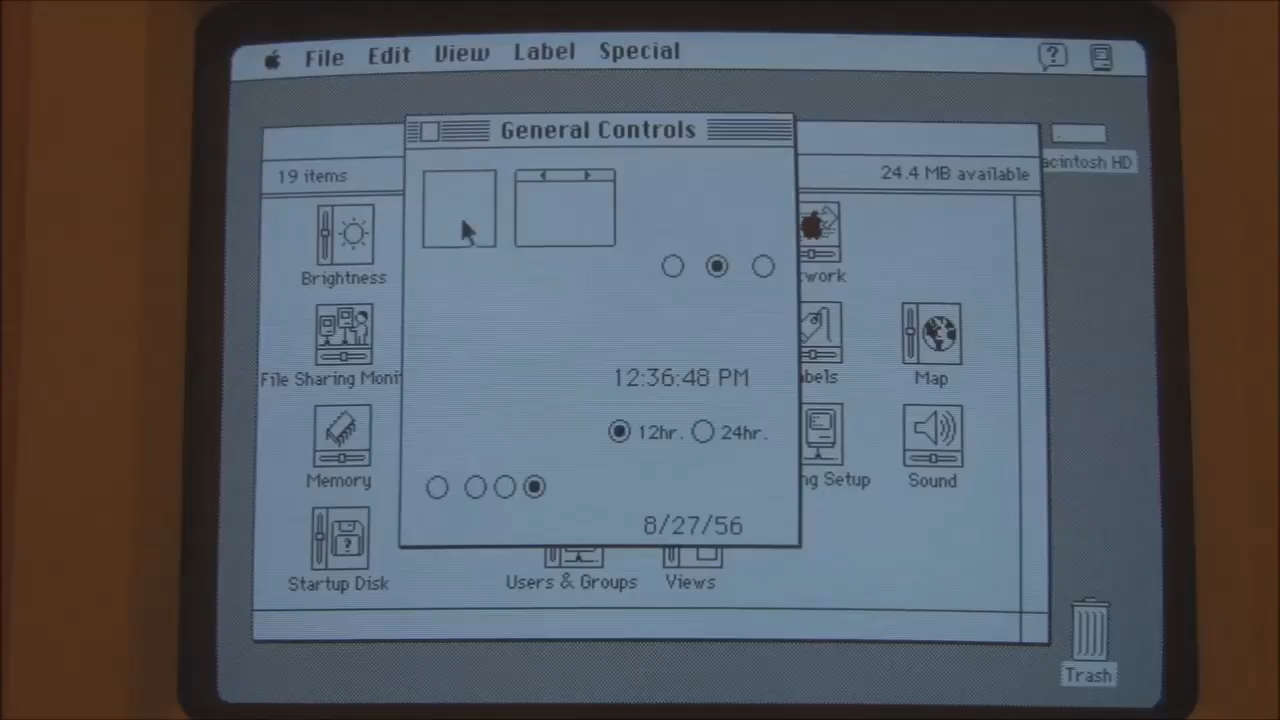 File Edit View Label Special
General Controls
19 items
24.4 MB available
acintosh HD
Brightness
twork
File Sharing Moni
12:36:48 PM
bels
Map
12hr. 24hr.
Memory
ng Setup
Sound
8/27/56
Startup Disk
Users & Groups
Views
Trash